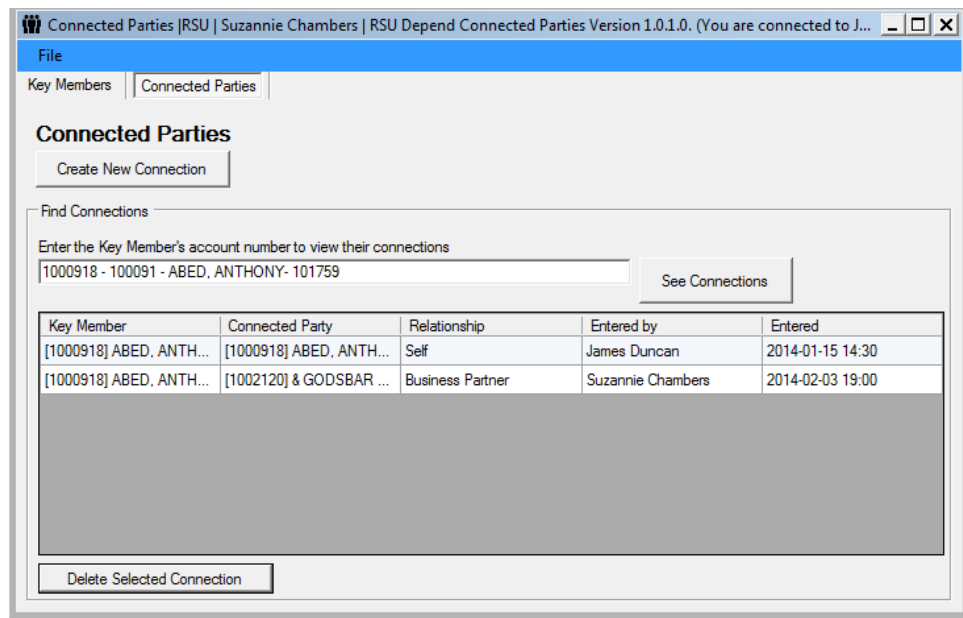 Connected Parties |RSU | Suzannie Chambers | RSU Depend Connected Parties Version 1.0.1.0. (You are connected to J...
File
Key Members Connected Parties
Connected Parties
Create New Connection
Find Connections
Enter the Key Member's account number to view their connections
1000918 - 100091 - ABED, ANTHONY- 101759
See Connections
Key Member Connected Party Relationship Entered by Entered
[1000918] ABED, ANTH... [1000918] ABED, ANTH... Self James Duncan 2014-01-15 14:30
[1000918] ABED, ANTH... [1002120] & GODSBAR ... Business Partner Suzannie Chambers 2014-02-03 19:00
Delete Selected Connection